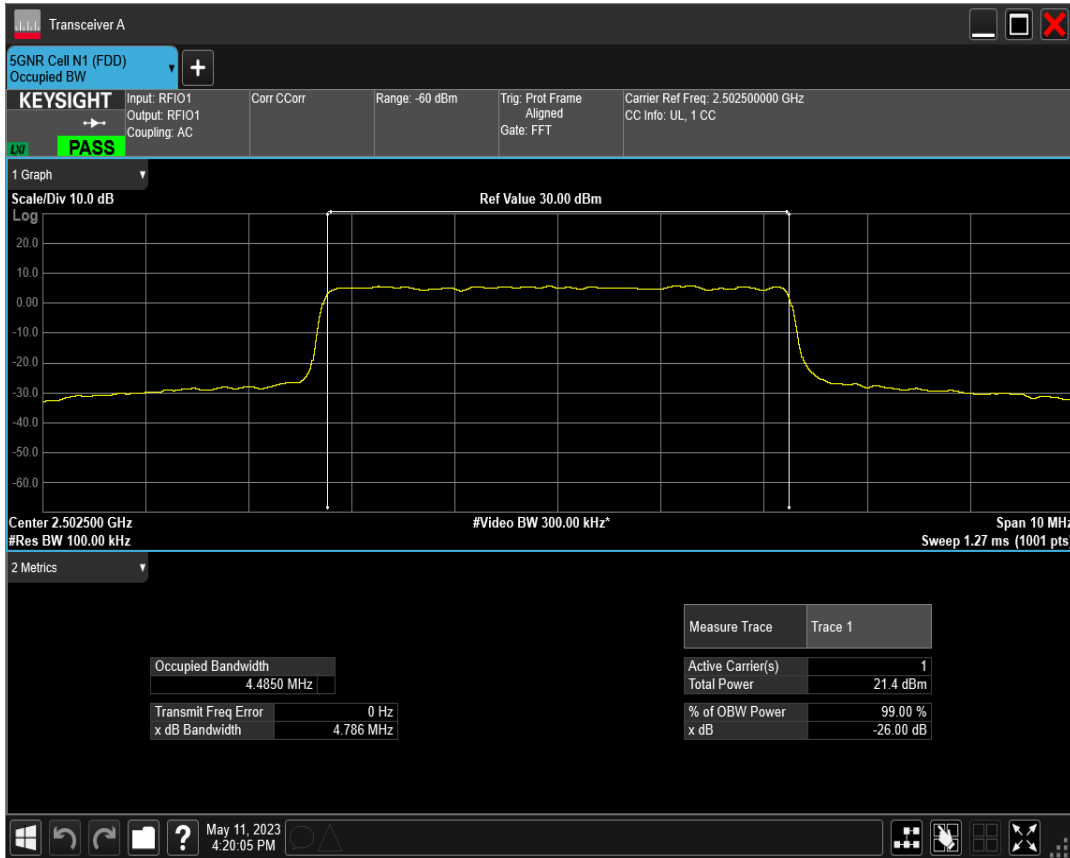 Transceiver A
5GNR Cell N1 (FDD)
Occupied BW
+
KEYSIGHT
LXI
PASS
Input: RFIO1
Output: RFIO1
Coupling: AC
Corr CCorr
Range: -60 dBm
Trig: Prot Frame
Aligned
Gate: FFT
Carrier Ref Freq: 2.502500000 GHz
CC Info: UL, 1 CC
1 Graph
Scale/Div 10.0 dB
Ref Value 30.00 dBm
Log
20.0
10.0
0.00
-10.0
-20.0
-30.0
-40.0
-50.0
-60.0
Center 2.502500 GHz
#Video BW 300.00 kHz*
Span 10 MHz
#Res BW 100.00 kHz
Sweep 1.27 ms (1001 pts)
2 Metrics
Measure Trace Trace 1
Occupied Bandwidth
4.4850 MHz
Active Carrier(s) 1
Total Power 21.4 dBm
Transmit Freq Error 0 Hz
x dB Bandwidth 4.786 MHz
% of OBW Power 99.00 %
x dB -26.00 dB
?
May 11, 2023
4:20:05 PM